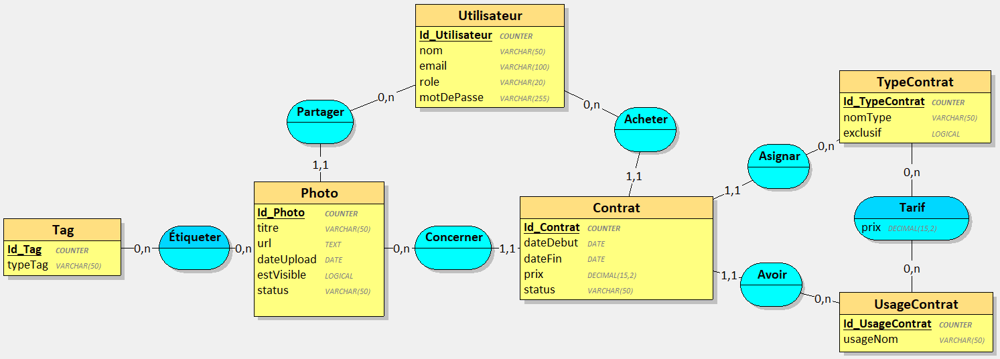 Utilisateur
Id_Utilisateur COUNTER
nom VARCHAR(50)
email VARCHAR(100)
role VARCHAR(20)
motDePasse VARCHAR(255)
0,n
0,n
Partager
Acheter
1,1
1,1
TypeContrat
Id_TypeContrat COUNTER
nomType VARCHAR(50)
exclusif LOGICAL
0,n
Asignar
1,1
0,n
Tarif
prix DECIMAL(15,2)
0,n
Tag
Id_Tag COUNTER
typeTag VARCHAR(50)
0,n
Étiqueter
0,n
Photo
Id_Photo COUNTER
titre VARCHAR(50)
url TEXT
dateUpload DATE
estVisible LOGICAL
status VARCHAR(50)
0,n
Concerner
1,1
Contrat
Id_Contrat COUNTER
dateDebut DATE
dateFin DATE
prix DECIMAL(15,2)
status VARCHAR(50)
1,1
Avoir
0,n
UsageContrat
Id_UsageContrat COUNTER
usageNom VARCHAR(50)